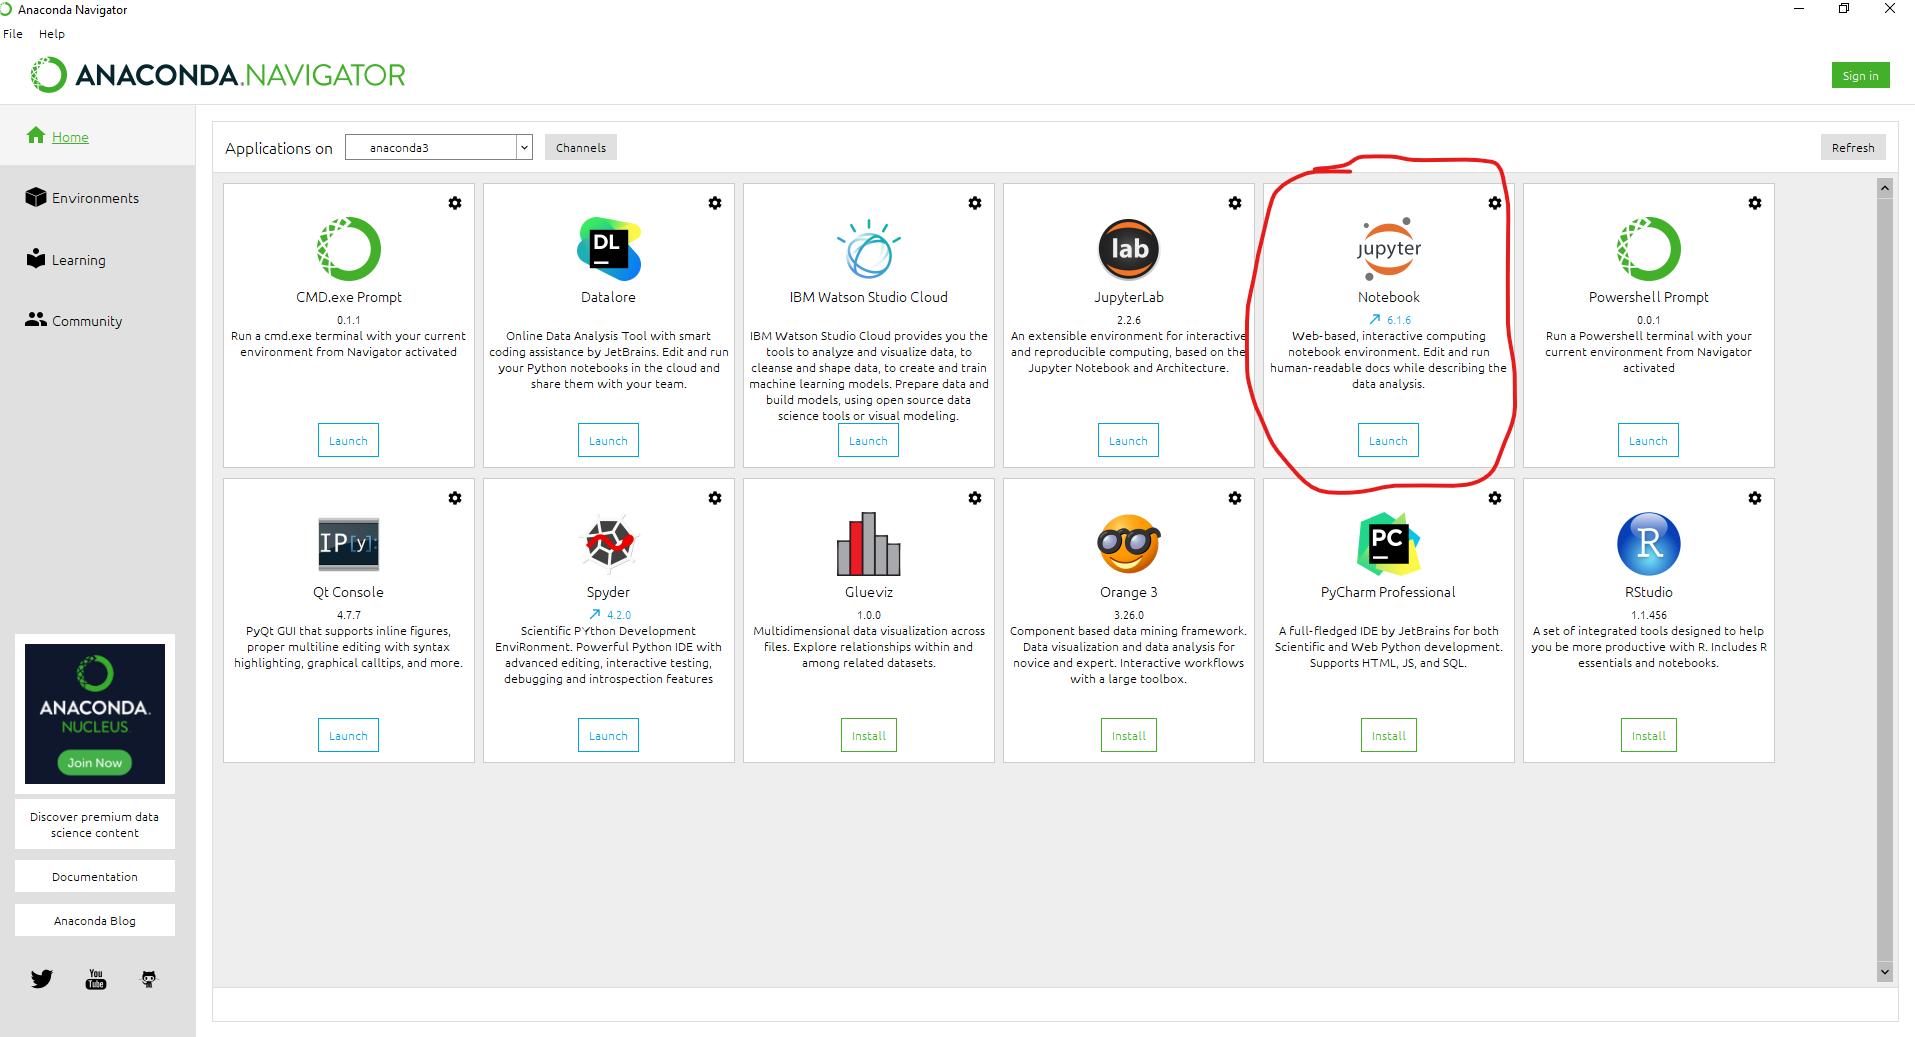 Anaconda Navigator
File Help
ANACONDA.NAVIGATOR
Sign in
Home
Environments
Learning
Community
ANACONDA.
NUCLEUS
Join Now
Discover premium data
science content
Documentation
Anaconda Blog
You
Tube
Applications on anaconda3 Channels Refresh
CMD.exe Prompt
0.1.1
Run a cmd.exe terminal with your current
environment from Navigator activated
Launch
DL
Datalore
Online Data Analysis Tool with smart
coding assistance by JetBrains. Edit and run
your Python notebooks in the cloud and
share them with your team.
Launch
IBM Watson Studio Cloud
IBM Watson Studio Cloud provides you the
tools to analyze and visualize data, to
cleanse and shape data, to create and train
machine learning models. Prepare data and
build models, using open source data
science tools or visual modeling.
Launch
lab
JupyterLab
2.2.6
An extensible environment for interactive
and reproducible computing, based on the
Jupyter Notebook and Architecture.
Launch
jupyter
Notebook
6.1.6
Web-based, interactive computing
notebook environment. Edit and run
human-readable docs while describing the
data analysis.
Launch
Powershell Prompt
0.0.1
Run a Powershell terminal with your
current environment from Navigator
activated
Launch
IP[y]:
Qt Console
4.7.7
PyQt GUI that supports inline figures,
proper multiline editing with syntax
highlighting, graphical calltips, and more.
Launch
Spyder
4.2.0
Scientific PYthon Development
EnviRonment. Powerful Python IDE with
advanced editing, interactive testing,
debugging and introspection features
Launch
Glueviz
1.0.0
Multidimensional data visualization across
files. Explore relationships within and
among related datasets.
Install
Orange 3
3.26.0
Component based data mining framework.
Data visualization and data analysis for
novice and expert. Interactive workflows
with a large toolbox.
Install
PC
PyCharm Professional
A full-fledged IDE by JetBrains for both
Scientific and Web Python development.
Supports HTML, JS, and SQL.
Install
R
RStudio
1.1.456
A set of integrated tools designed to help
you be more productive with R. Includes R
essentials and notebooks.
Install